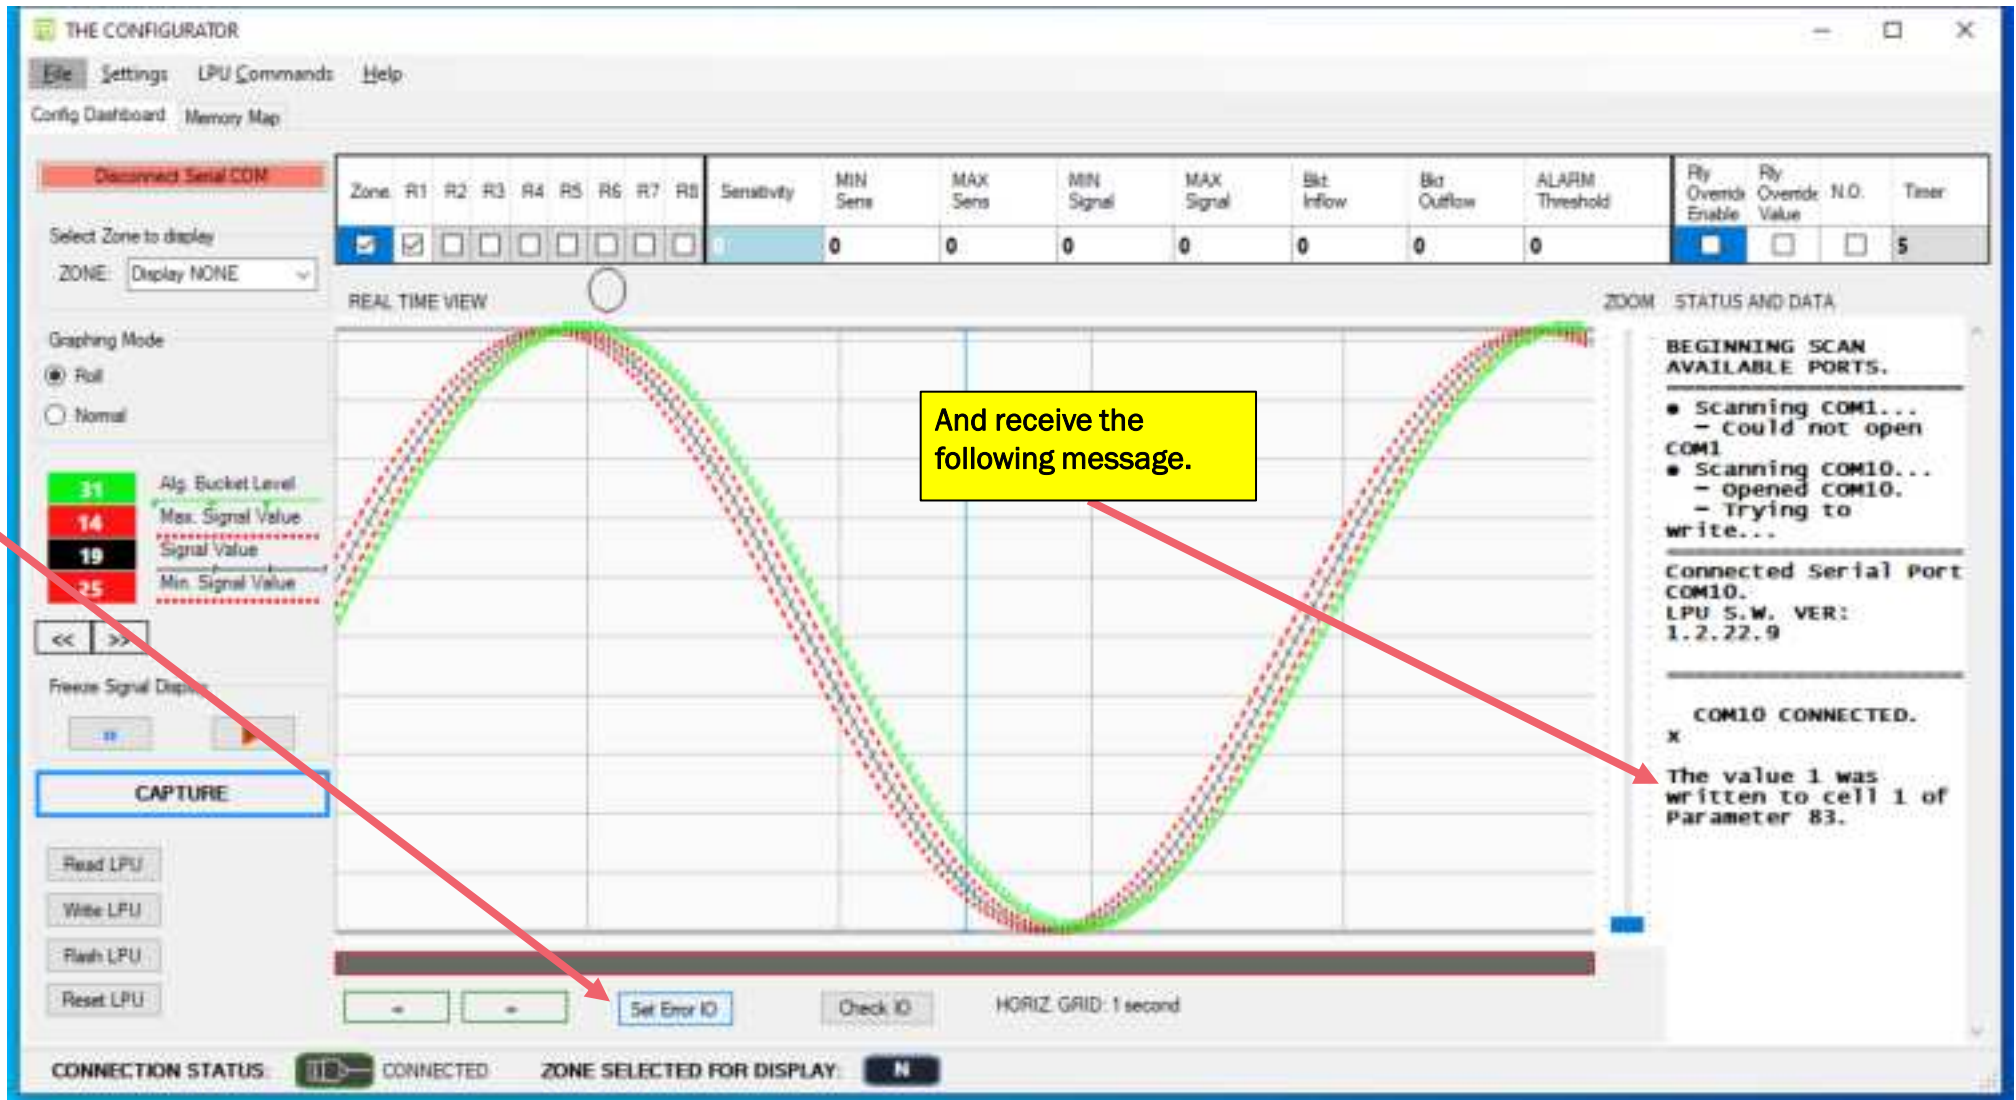 THE CONFIGURATOR
File Settings LPU Commands Help
Config Dashboard Memory Map
Disconnect Serial COM
Select Zone to display
ZONE: Display NONE
Graphing Mode
Roll
Normal
31 Alg. Bucket Level
14 Max. Signal Value
19 Signal Value
25 Min. Signal Value
<< >>
Freeze Signal Display
CAPTURE
Read LPU
Write LPU
Flash LPU
Reset LPU
Zone R1 R2 R3 R4 R5 R6 R7 R8 Sensitivity MIN Sens MAX Sens MIN Signal MAX Signal Bkt Inflow Bkt Outflow ALARM Threshold Rly Override Enable Rly Override Value N.O. Timer
0 0 0 0 0 0 0 0 5
REAL TIME VIEW
And receive the
following message.
Set Error IO Check IO HORIZ. GRID: 1 second
ZOOM STATUS AND DATA
BEGINNING SCAN
AVAILABLE PORTS.
• Scanning COM1...
– Could not open
COM1
• Scanning COM10...
– Opened COM10.
– Trying to
write...
Connected Serial Port
COM10.
LPU S.W. VER:
1.2.22.9
COM10 CONNECTED.
x
The value 1 was
written to cell 1 of
Parameter 83.
CONNECTION STATUS: CONNECTED ZONE SELECTED FOR DISPLAY: N